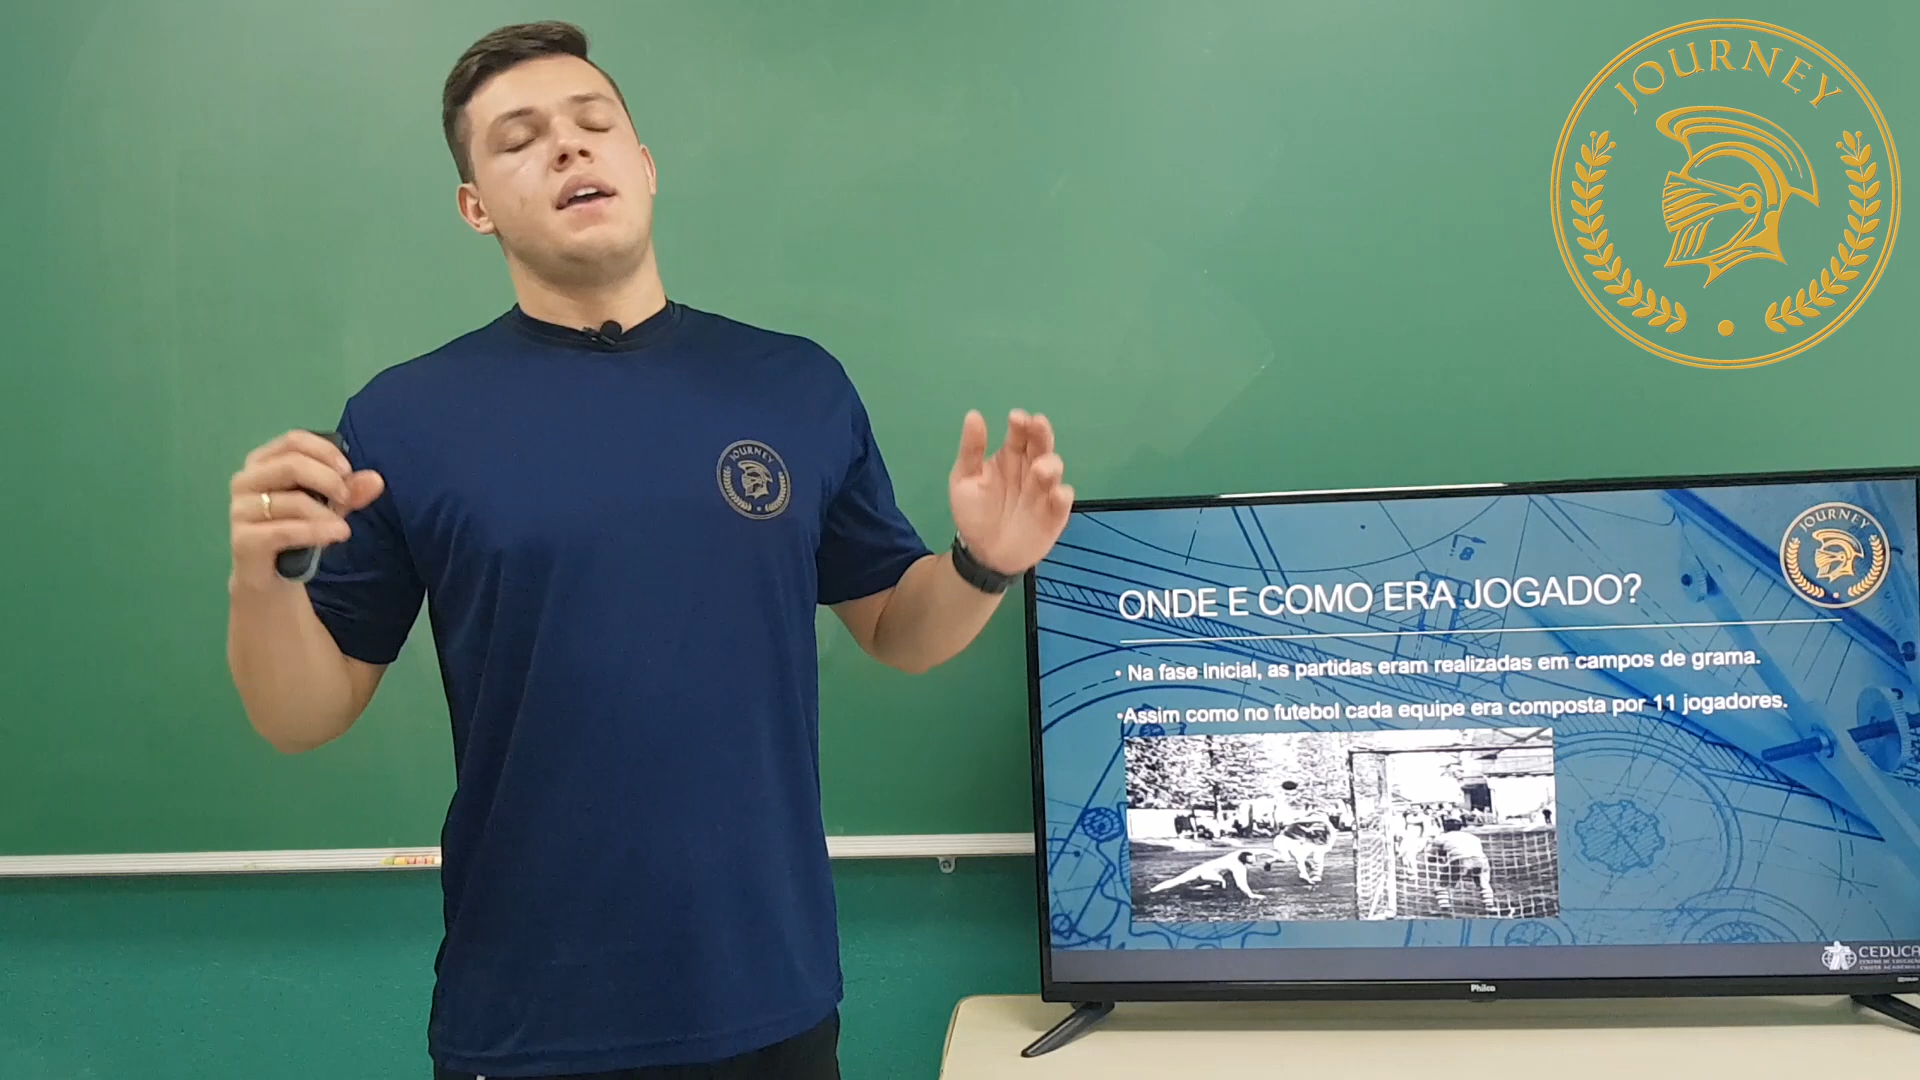 JOURNEY
JOURNEY
JOURNEY
ONDE E COMO ERA JOGADO?
• Na fase inicial, as partidas eram realizadas em campos de grama.
•Assim como no futebol cada equipe era composta por 11 jogadores.
CEDUCA
Philco